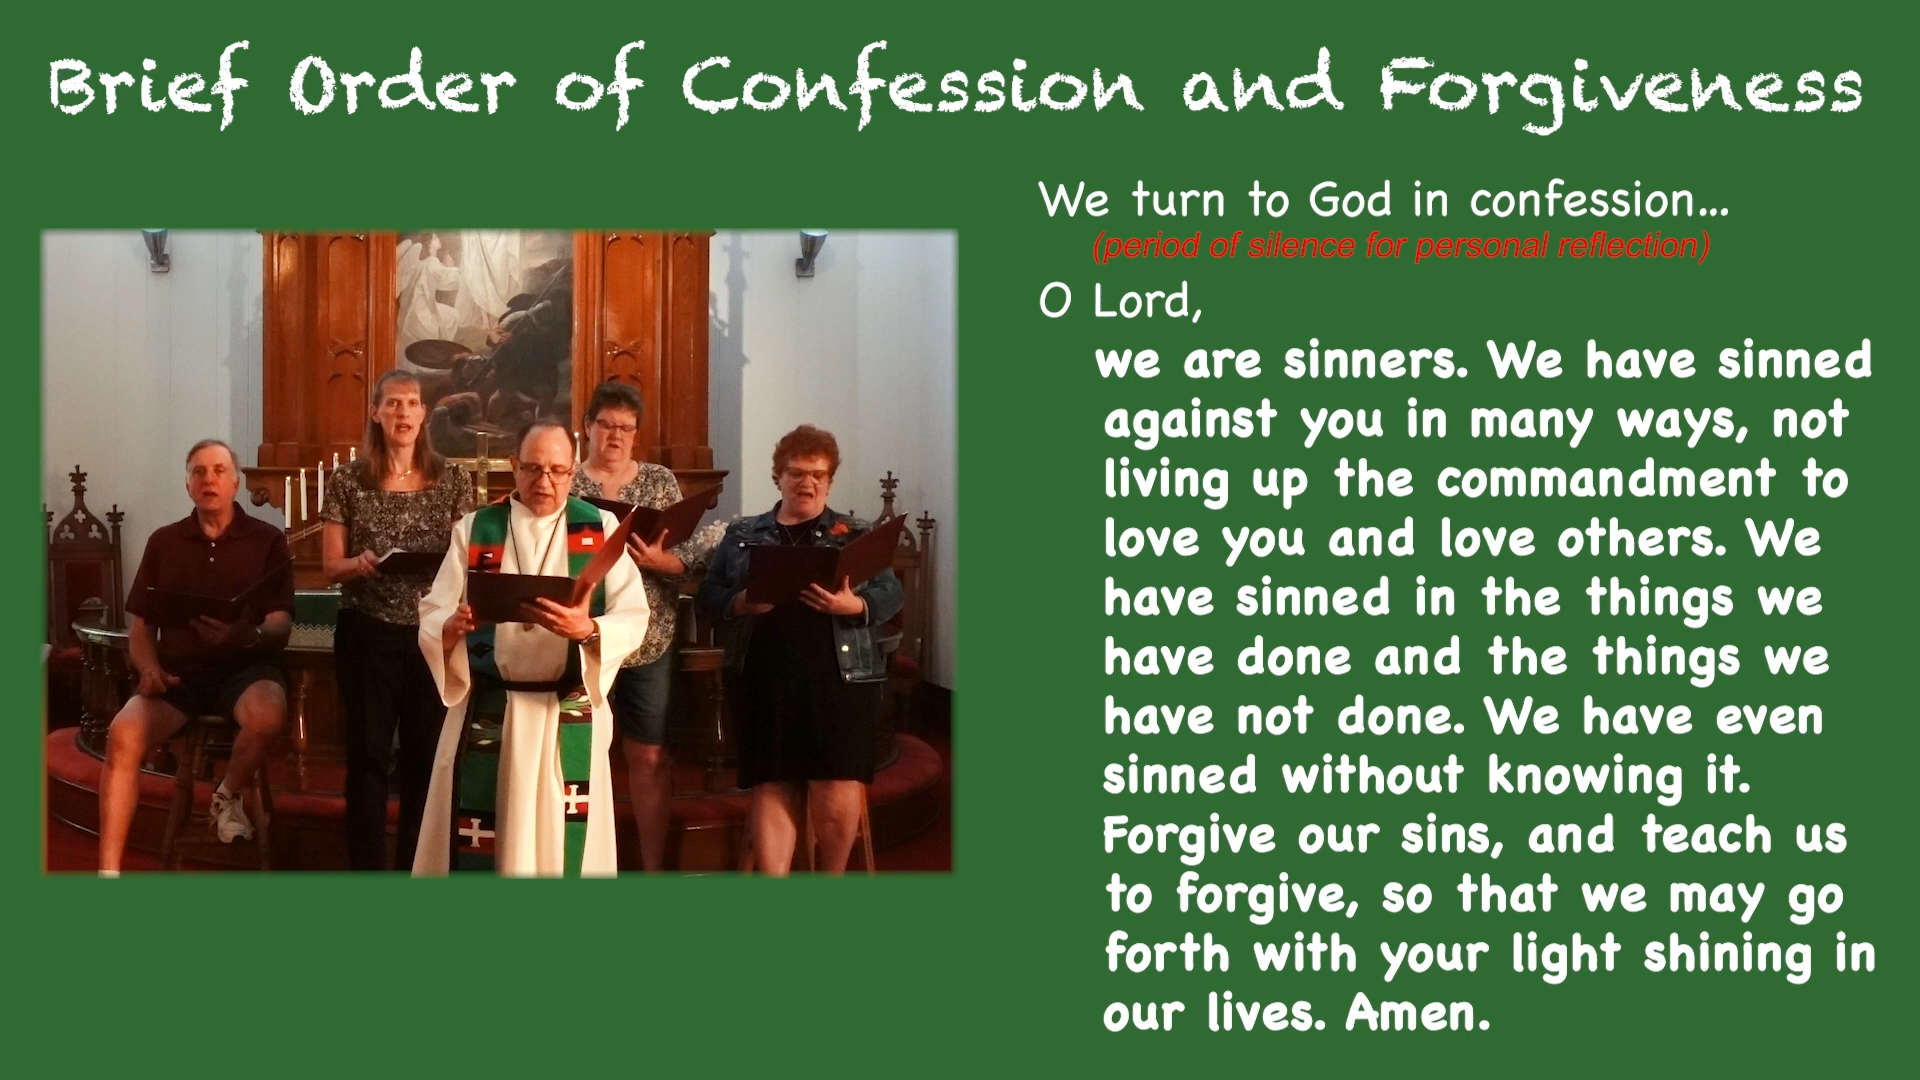 Brief Order of Confession and Forgiveness
We turn to God in confession...
(period of silence for personal reflection)
O Lord,
we are sinners. We have sinned
against you in many ways, not
living up the commandment to
love you and love others. We
have sinned in the things we
have done and the things we
have not done. We have even
sinned without knowing it.
Forgive our sins, and teach us
to forgive, so that we may go
forth with your light shining in
our lives. Amen.